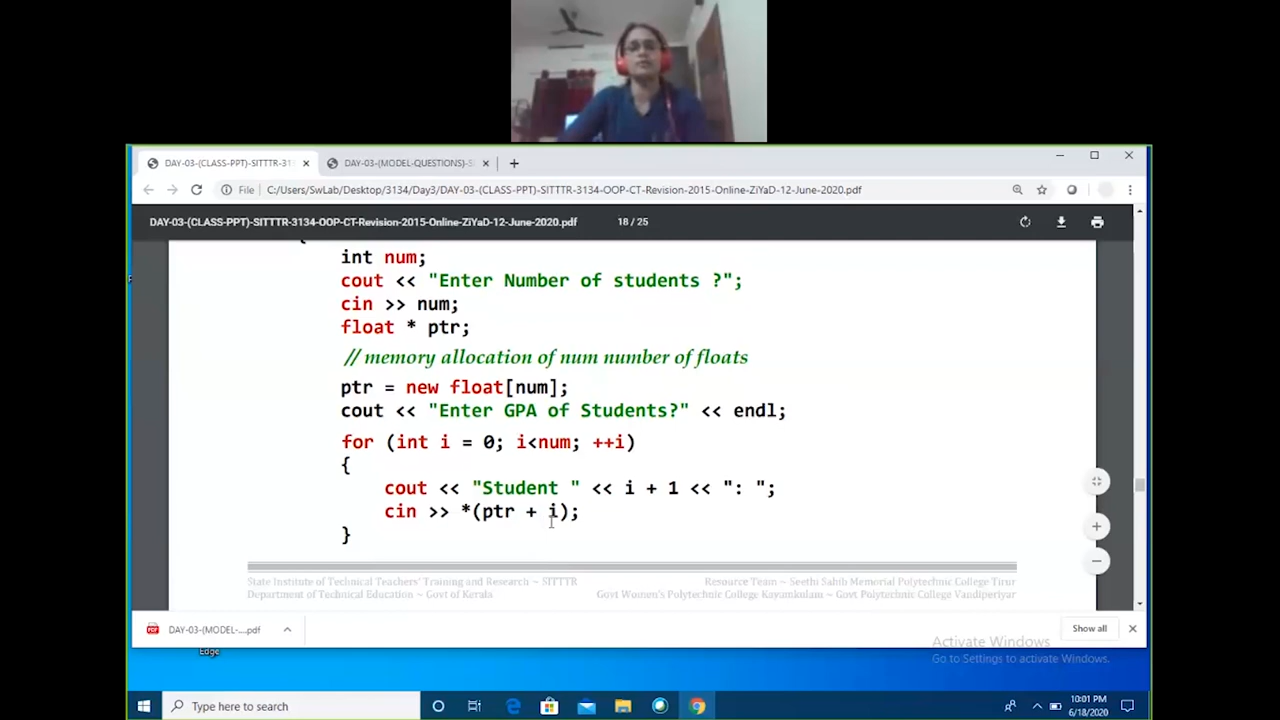 DAY-03-(CLASS-PPT)-SITTTR-31
DAY-03-(MODEL-QUESTIONS)-S
File C:/Users/SwLab/Desktop/3134/Day3/DAY-03-(CLASS-PPT)-SITTTR-3134-OOP-CT-Revision-2015-Online-ZiYaD-12-June-2020.pdf
DAY-03-(CLASS-PPT)-SITTTR-3134-OOP-CT-Revision-2015-Online-ZiYaD-12-June-2020.pdf 18 / 25
{
int num;
cout << "Enter Number of students ?";
cin >> num;
float * ptr;
// memory allocation of num number of floats
ptr = new float[num];
cout << "Enter GPA of Students?" << endl;
for (int i = 0; i<num; ++i)
{
cout << "Student " << i + 1 << ": ";
cin >> *(ptr + i);
}
State Institute of Technical Teachers' Training and Research ~ SITTTR
Department of Technical Education ~ Govt of Kerala
Resource Team ~ Seethi Sahib Memorial Polytechnic College Tirur
Govt Women's Polytechnic College Kayamkulam ~ Govt Polytechnic College Vandiperiyar
DAY-03-(MODEL-....pdf
Show all
Activate Windows
Go to Settings to activate Windows.
Edge
Type here to search
10:01 PM
6/18/2020